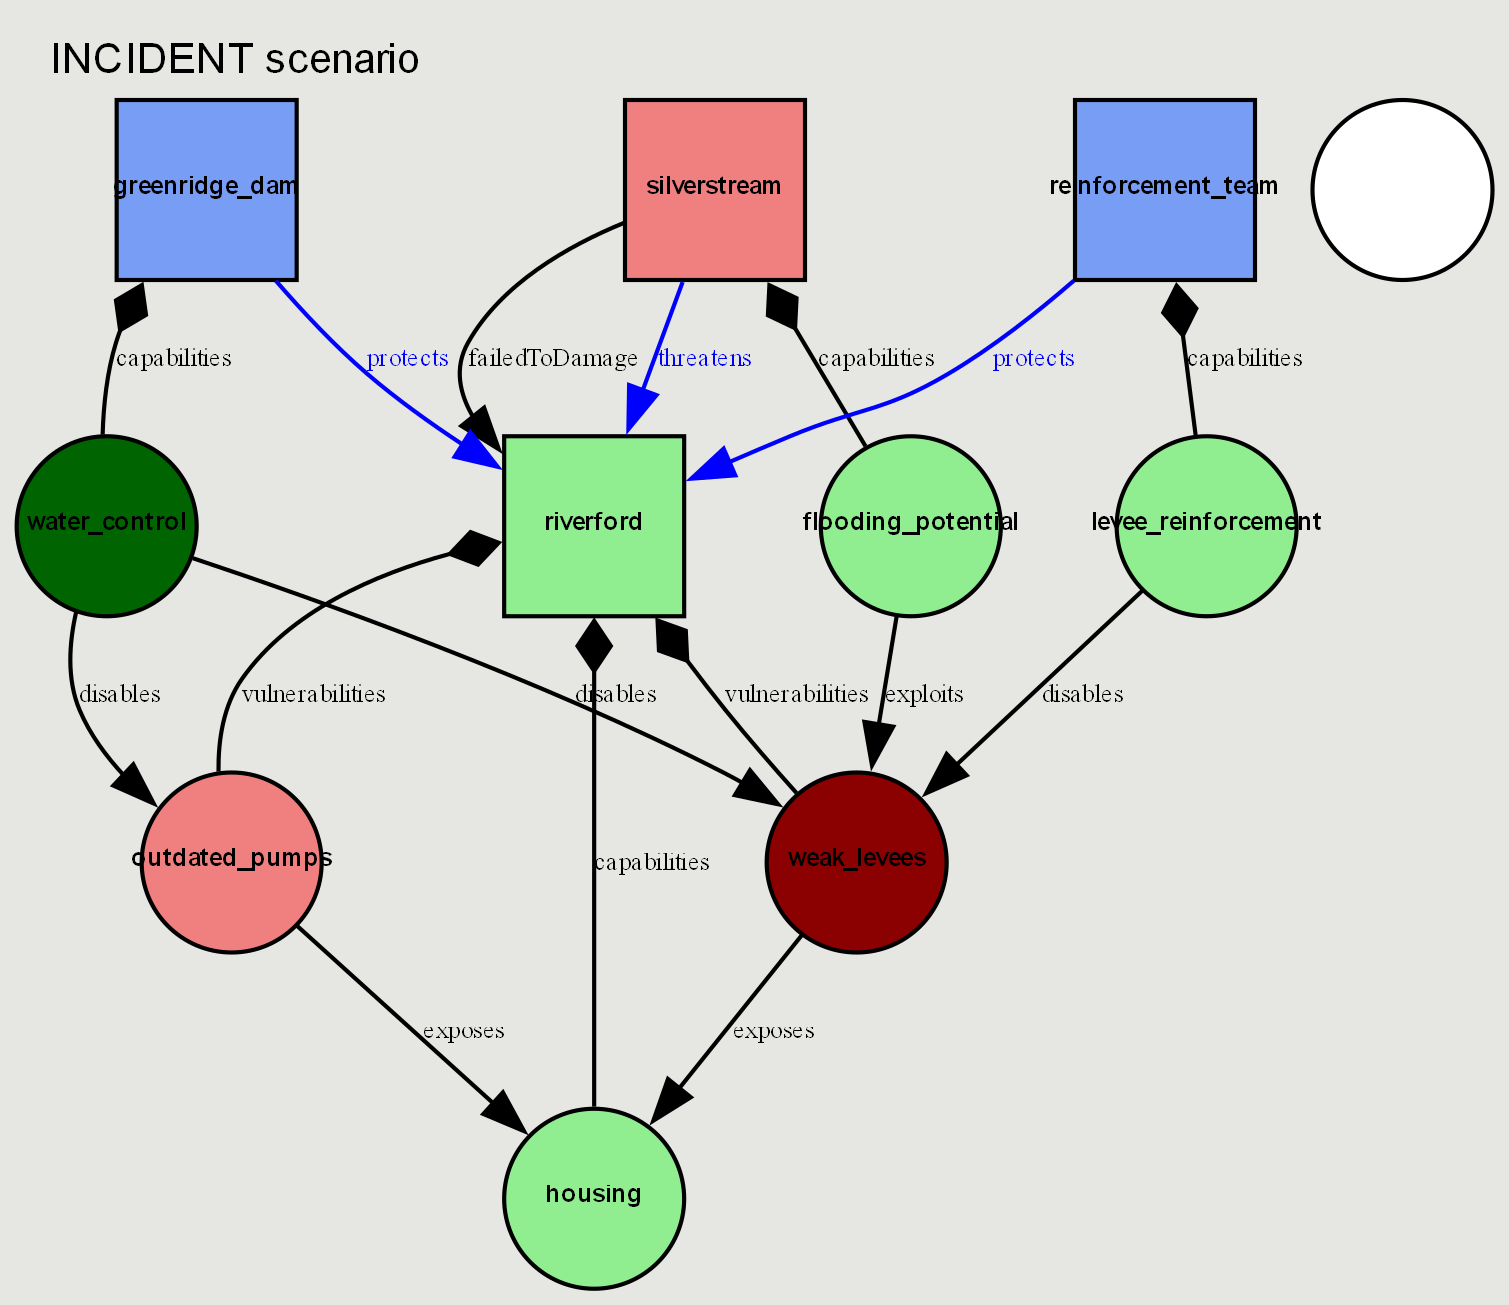 INCIDENT scenario
greenridge_dam
silverstream
reinforcement_team
capabilities
protects
failedToDamage
threatens
capabilities
protects
capabilities
water_control
riverford
flooding_potential
levee_reinforcement
disables
vulnerabilities
disables
vulnerabilities
exploits
disables
outdated_pumps
capabilities
weak_levees
exposes
exposes
housing